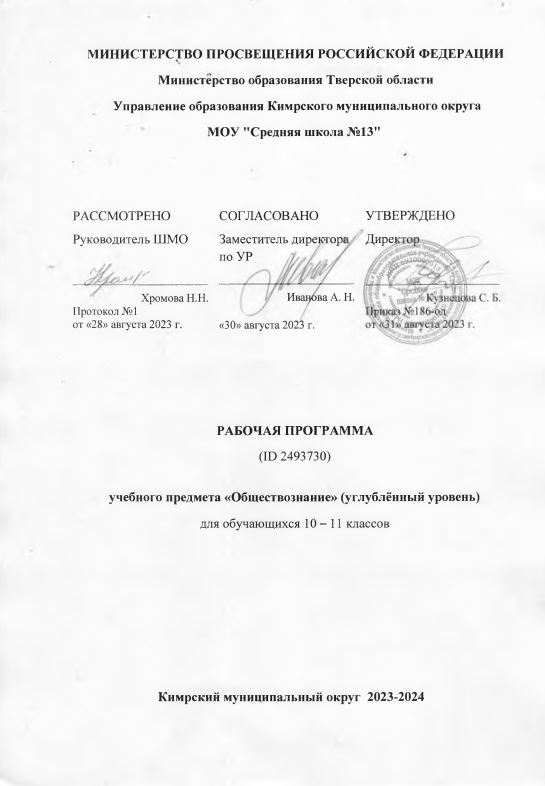 МИНИСТЕРСТВО ПРОСВЕЩЕНИЯ РОССИЙСКОЙ ФЕДЕРАЦИИ
Министерство образования Тверской области
Управление образования Кимрского муниципального округа
МОУ "Средняя школа №13"
РАССМОТРЕНО
Руководитель ШМО
Хромова Н.Н.
Протокол №1
от «28» августа 2023 г.
СОГЛАСОВАНО
Заместитель директора
по УР
Иванова А. Н.
«30» августа 2023 г.
УТВЕРЖДЕНО
Директор
Кузнецова С. Б.
Приказ №186-од
от «31» августа 2023 г.
РАБОЧАЯ ПРОГРАММА
(ID 2493730)
учебного предмета «Обществознание» (углублённый уровень)
для обучающихся 10 – 11 классов
Кимрский муниципальный округ 2023-2024